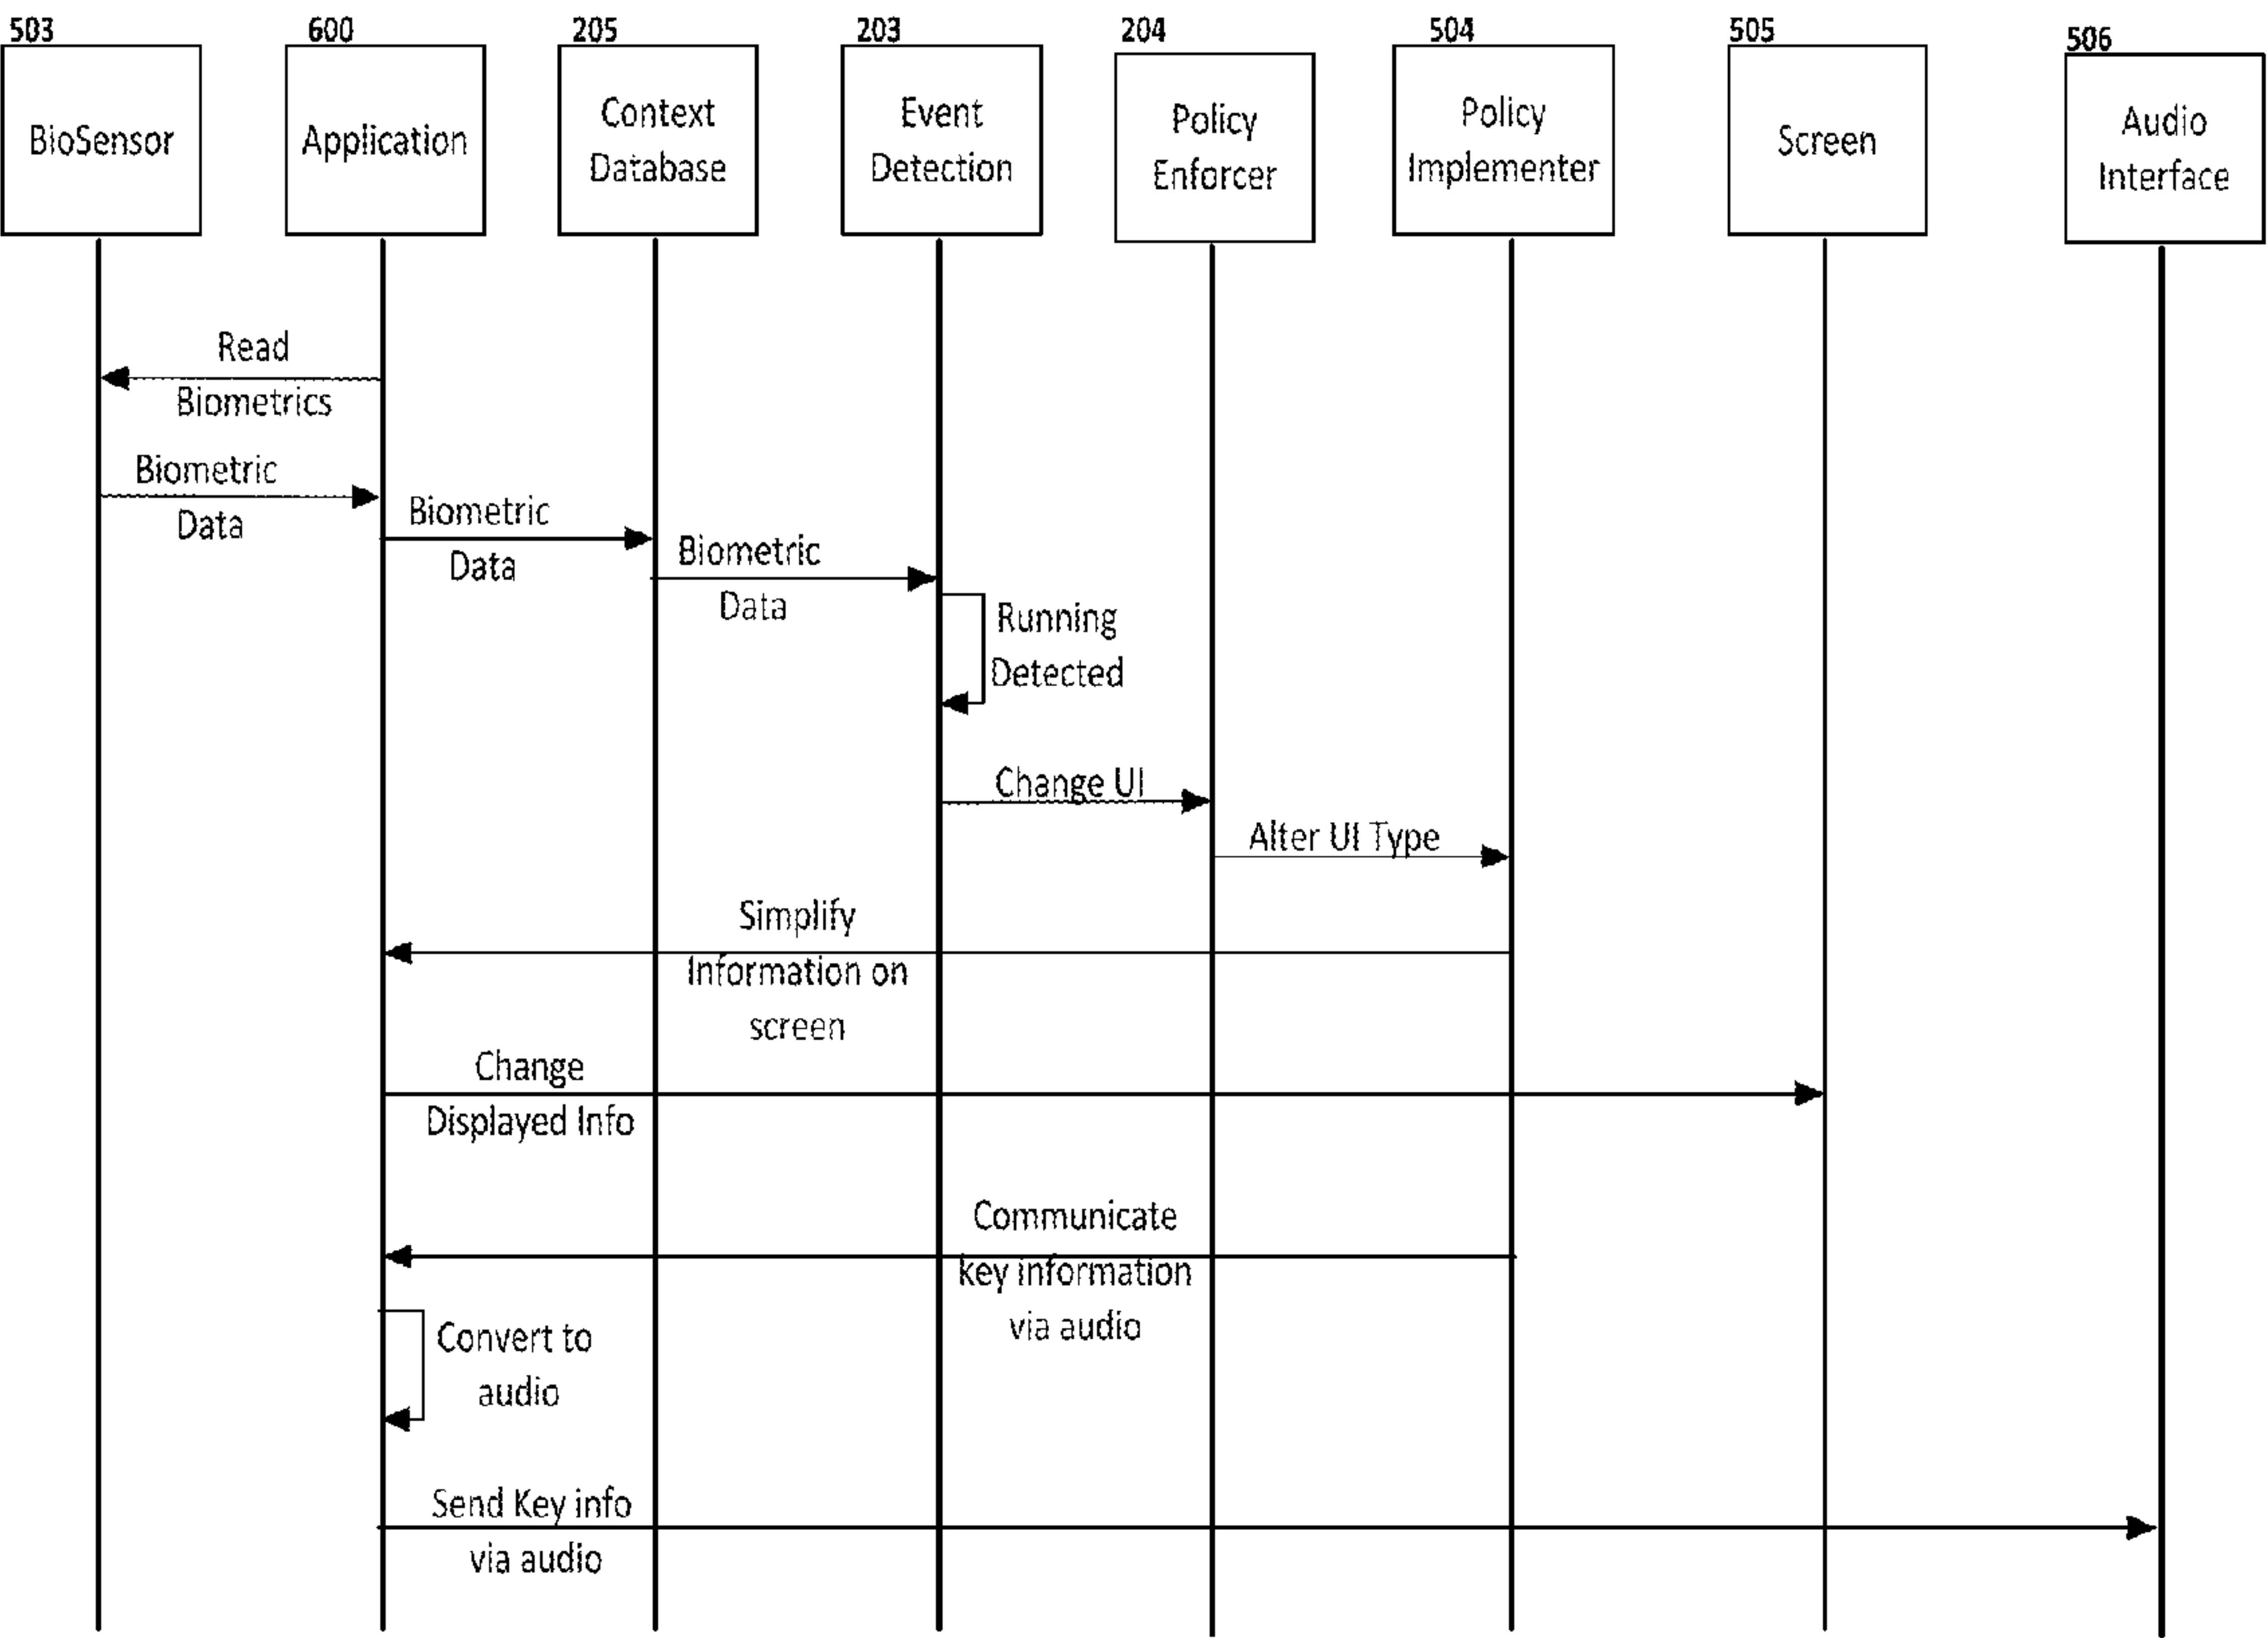 503
600
205
203
204
504
505
506
BioSensor
Application
Context
Database
Event
Detection
Policy
Enforcer
Policy
Implementer
Screen
Audio
Interface
Read
Biometrics
Biometric
Data
Biometric
Data
Biometric
Data
Running
Detected
Change UI
Alter UI Type
Simplify
Information on
screen
Change
Displayed Info
Communicate
key information
via audio
Convert to
audio
Send Key info
via audio